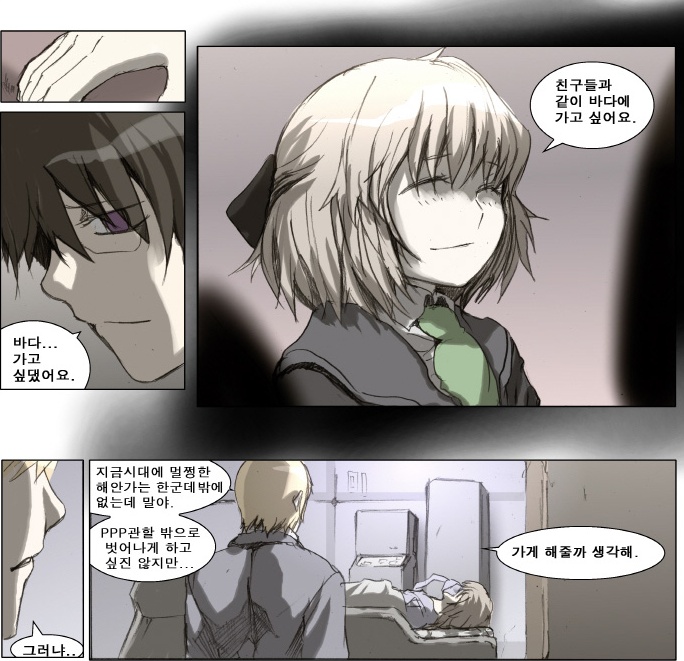 친구들과
같이 바다에
가고 싶어요.
바다...
가고
싶댔어요.
그러냐..
지금시대에 멀쩡한
해안가는 한군데밖에
없는데 말야.
PPP관할 밖으로
벗어나게 하고
싶진 않지만...
가게 해줄까 생각해.